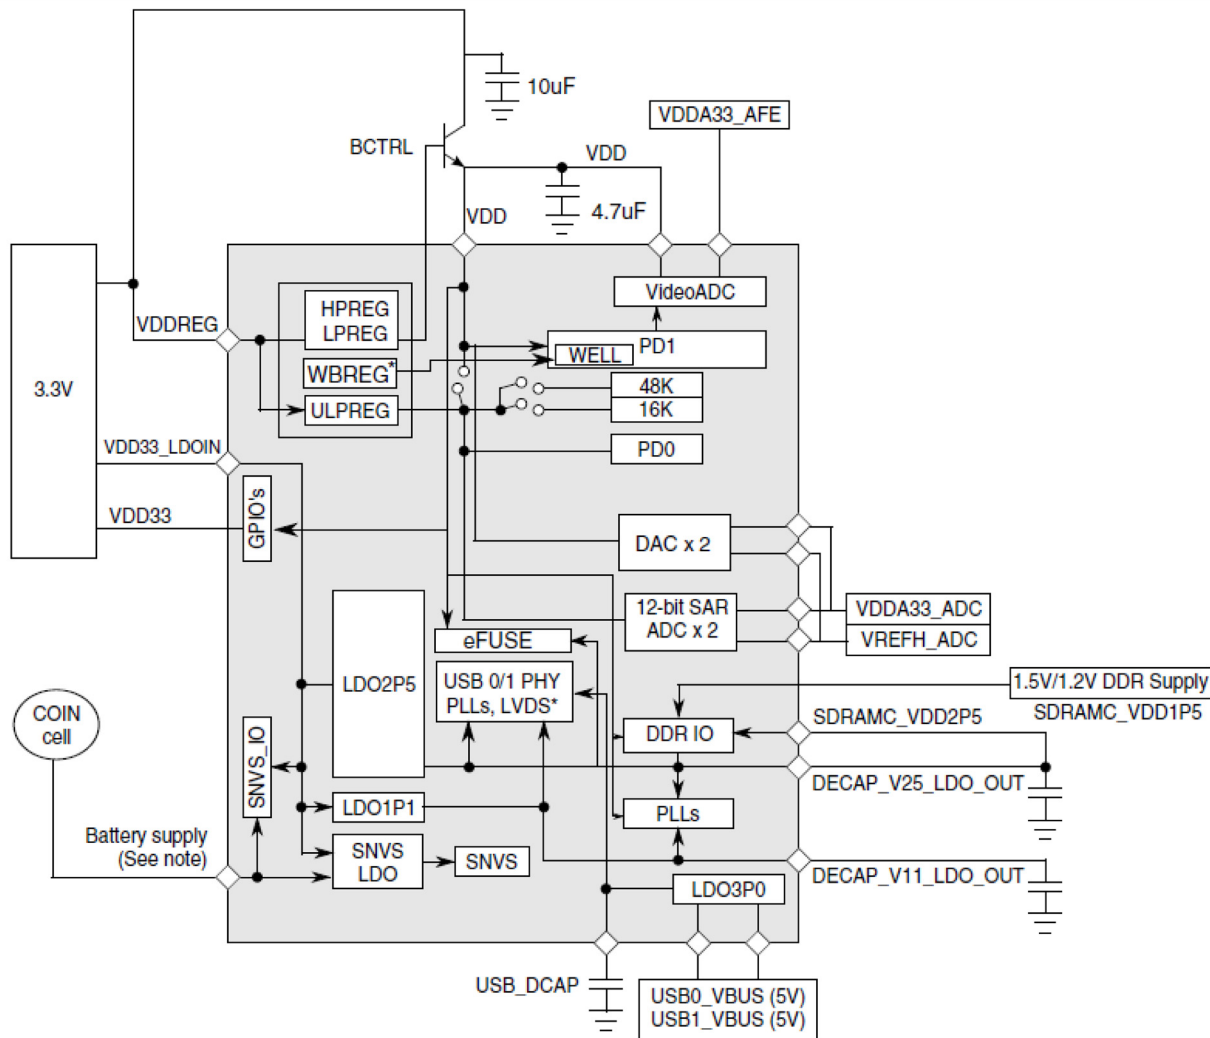 10uF
VDDA33_AFE
BCTRL
VDD
4.7uF
VDD
VideoADC
HPREG
LPREG
VDDREG
PD1
WELL
WBREG*
3.3V
48K
ULPREG
16K
VDD33_LDOIN
PD0
VDD33
GPIO's
DAC x 2
12-bit SAR
ADC x 2
VDDA33_ADC
VREFH_ADC
eFUSE
LDO2P5
USB 0/1 PHY
PLLs, LVDS*
1.5V/1.2V DDR Supply
SDRAMC_VDD1P5
SDRAMC_VDD2P5
COIN
cell
DDR IO
SNVS_IO
DECAP_V25_LDO_OUT
LDO1P1
PLLs
Battery supply
(See note)
SNVS
LDO
SNVS
DECAP_V11_LDO_OUT
LDO3P0
USB_DCAP
USB0_VBUS (5V)
USB1_VBUS (5V)